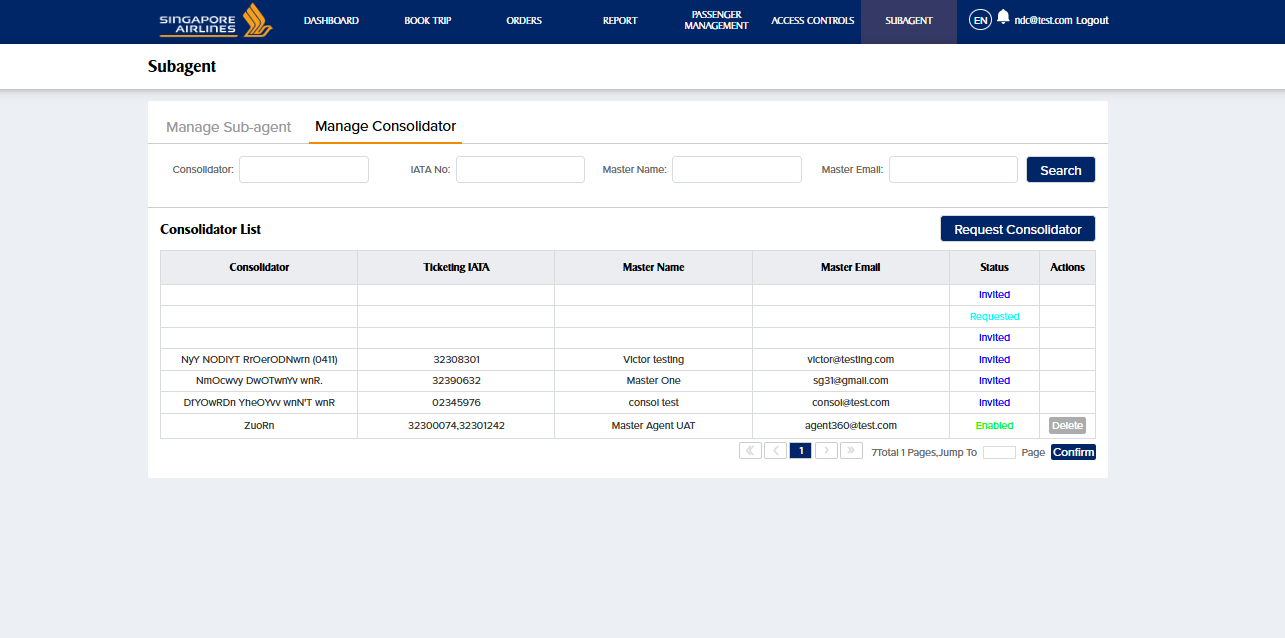 SINGAPORE
AIRLINES
DASHBOARD BOOK TRIP ORDERS REPORT PASSENGER MANAGEMENT ACCESS CONTROLS SUBAGENT EN ndc@test.com Logout
Subagent
Manage Sub-agent Manage Consolidator
Consolidator: IATA No: Master Name: Master Email: Search
Consolidator List Request Consolidator
Consolidator Ticketing IATA Master Name Master Email Status Actions
Invited
Requested
Invited
NyY NODIYT RrOerODNwrn (0411) 32308301 Victor testing victor@testing.com Invited
NmOcwvy DwOTwnYv wnR. 32390632 Master One sg31@gmail.com Invited
DfYOwRDn YheOYvv wnN'T wnR 02345976 consol test consol@test.com Invited
ZuoRn 32300074,32301242 Master Agent UAT agent360@test.com Enabled Delete
1 7Total 1 Pages,Jump To Page Confirm